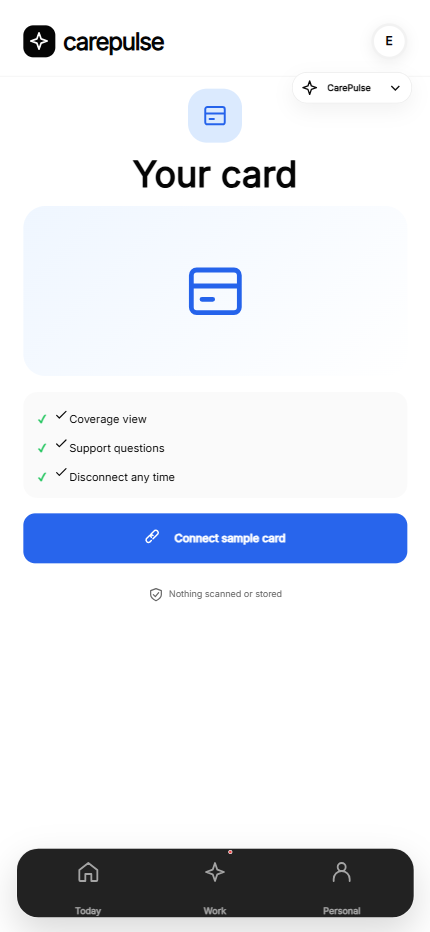 carepulse
E
CarePulse
Your card
Coverage view
Support questions
Disconnect any time
Connect sample card
Nothing scanned or stored
Today
Work
Personal